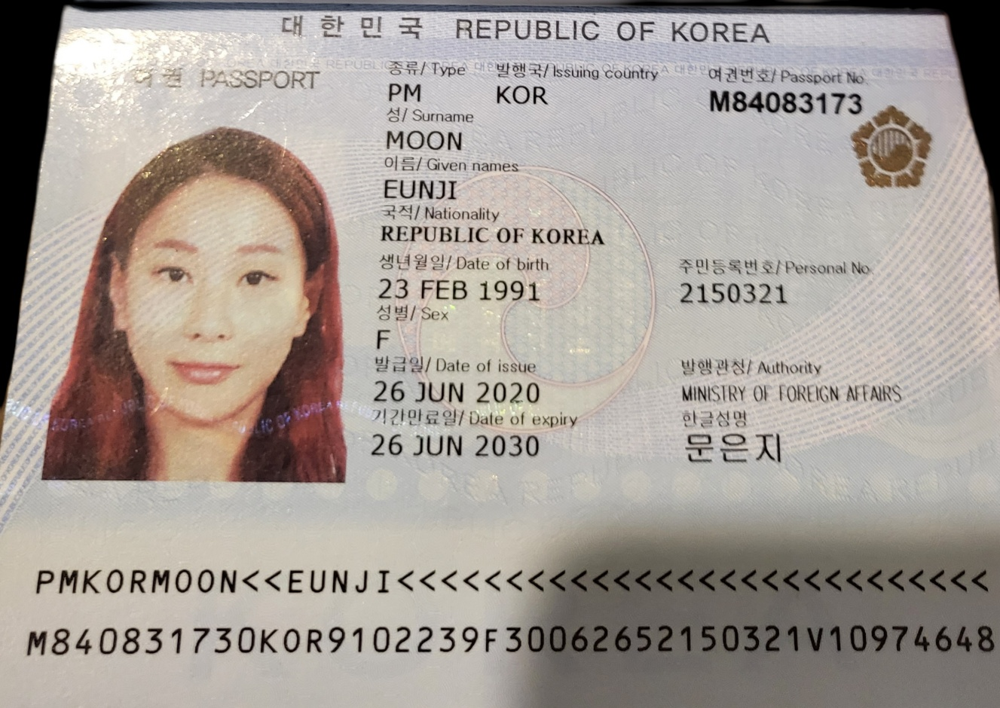 대한민국 REPUBLIC OF KOREA
여권 PASSPORT
종류/Type 발행국/Issuing country 여권번호/Passport No.
PM KOR M84083173
성/Surname
MOON
이름/Given names
EUNJI
국적/Nationality
REPUBLIC OF KOREA
생년월일/Date of birth 주민등록번호/Personal No.
23 FEB 1991 2150321
성별/Sex
F
발급일/Date of issue 발행관청/Authority
26 JUN 2020 MINISTRY OF FOREIGN AFFAIRS
기간만료일/Date of expiry 한글성명
26 JUN 2030 문은지
PMKORMOON<<EUNJI<<<<<<<<<<<<<<<<<<<<<<<<<<<<
M840831730KOR9102239F30062652150321V10974648